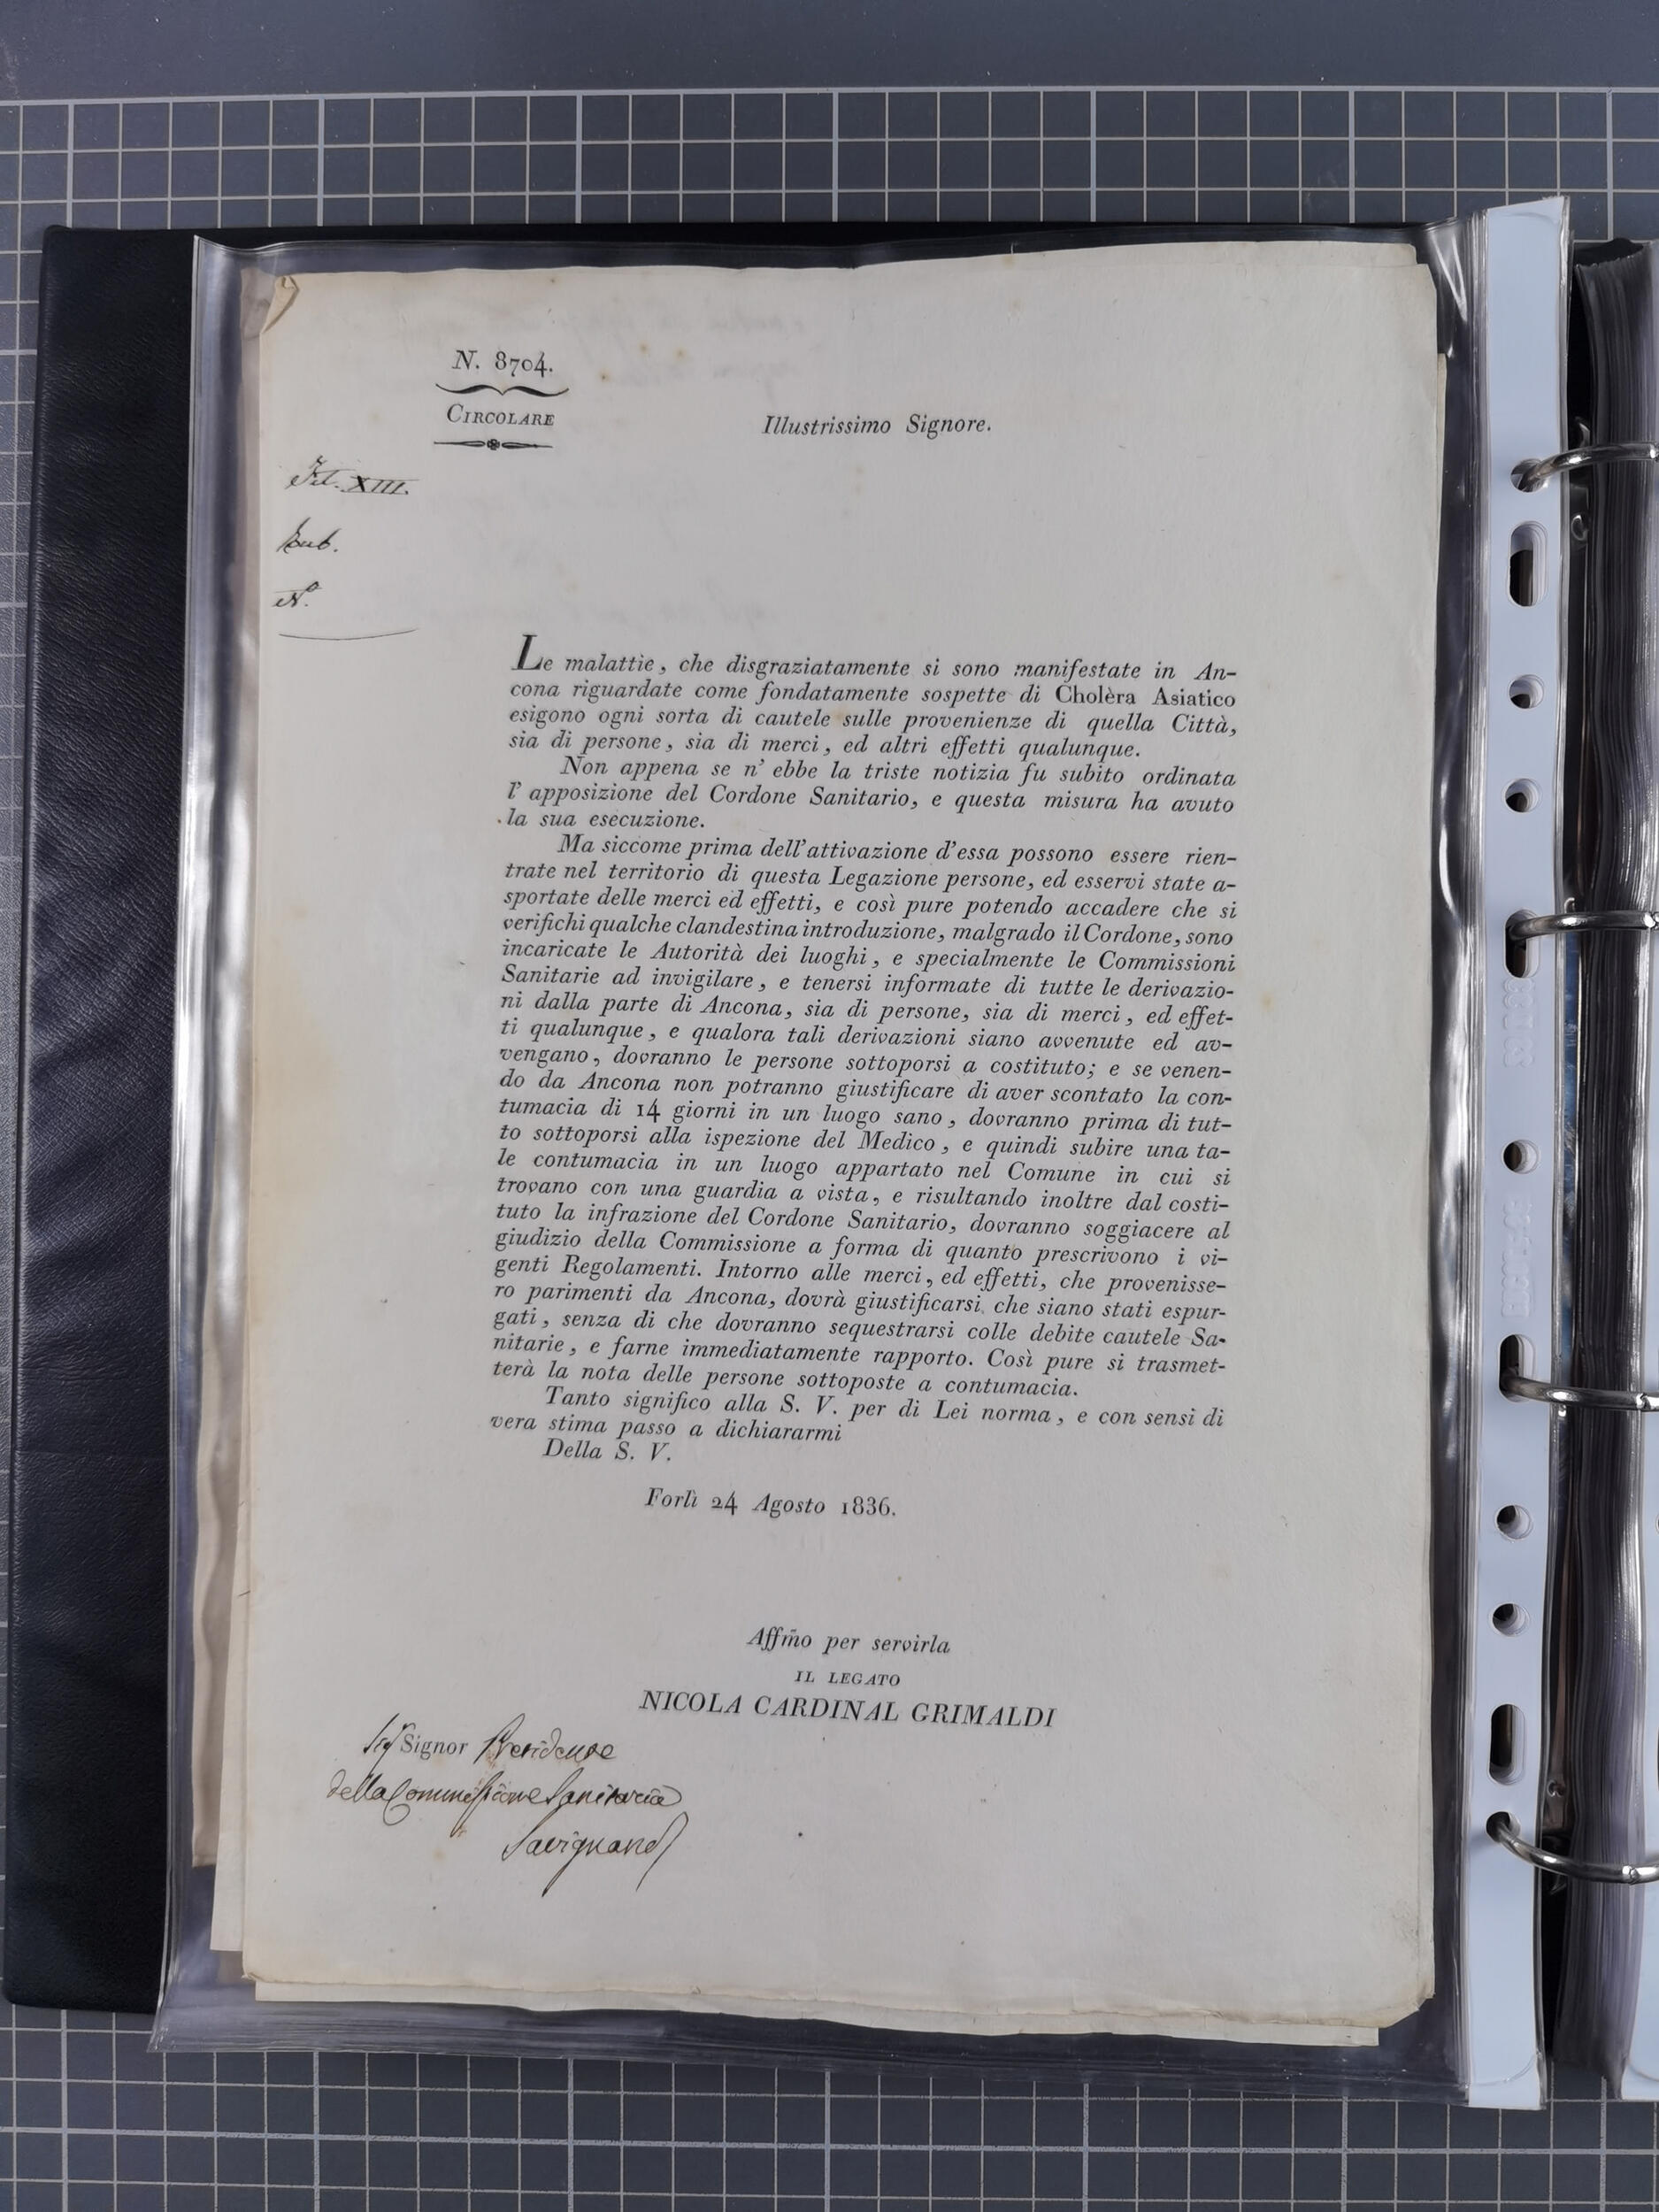 N. 8704.
CIRCOLARE
Illustrissimo Signore.
Tit. XIII.
Rub.
N.º
Le malattie, che disgraziatamente si sono manifestate in An-
cona riguardate come fondatamente sospette di Cholèra Asiatico
esigono ogni sorta di cautele sulle provenienze di quella Città,
sia di persone, sia di merci, ed altri effetti qualunque.
Non appena se n' ebbe la triste notizia fu subito ordinata
l' apposizione del Cordone Sanitario, e questa misura ha avuto
la sua esecuzione.
Ma siccome prima dell'attivazione d'essa possono essere rien-
trate nel territorio di questa Legazione persone, ed esservi state a-
sportate delle merci ed effetti, e così pure potendo accadere che si
verifichi qualche clandestina introduzione, malgrado il Cordone, sono
incaricate le Autorità dei luoghi, e specialmente le Commissioni
Sanitarie ad invigilare, e tenersi informate di tutte le derivazio-
ni dalla parte di Ancona, sia di persone, sia di merci, ed effet-
ti qualunque, e qualora tali derivazioni siano avvenute ed av-
vengano, dovranno le persone sottoporsi a costituto; e se venen-
do da Ancona non potranno giustificare di aver scontato la con-
tumacia di 14 giorni in un luogo sano, dovranno prima di tut-
to sottoporsi alla ispezione del Medico, e quindi subire una ta-
le contumacia in un luogo appartato nel Comune in cui si
trovano con una guardia a vista, e risultando inoltre dal costi-
tuto la infrazione del Cordone Sanitario, dovranno soggiacere al
giudizio della Commissione a forma di quanto prescrivono i vi-
genti Regolamenti. Intorno alle merci, ed effetti, che provenisse-
ro parimenti da Ancona, dovrà giustificarsi che siano stati espur-
gati, senza di che dovranno sequestrarsi colle debite cautele Sa-
nitarie, e farne immediatamente rapporto. Così pure si trasmet-
terà la nota delle persone sottoposte a contumacia.
Tanto significo alla S. V. per di Lei norma, e con sensi di
vera stima passo a dichiararmi
Della S. V.
Forlì 24 Agosto 1836.
Affm̃o per servirla
IL LEGATO
NICOLA CARDINAL GRIMALDI
Signor Presidente
della Commissione Sanitaria
Savignano